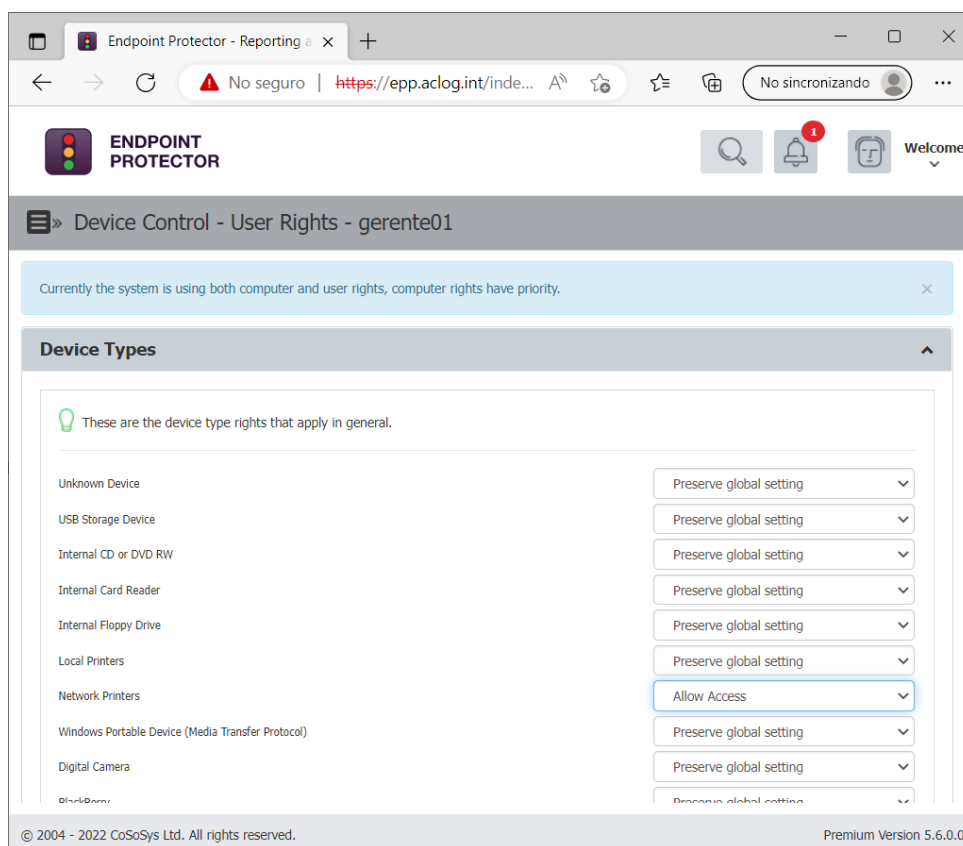 Endpoint Protector - Reporting a
No seguro | https://epp.aclog.int/inde... No sincronizando
ENDPOINT
PROTECTOR
1
Welcome
Device Control - User Rights - gerente01
Currently the system is using both computer and user rights, computer rights have priority.
Device Types
These are the device type rights that apply in general.
Unknown Device Preserve global setting
USB Storage Device Preserve global setting
Internal CD or DVD RW Preserve global setting
Internal Card Reader Preserve global setting
Internal Floppy Drive Preserve global setting
Local Printers Preserve global setting
Network Printers Allow Access
Windows Portable Device (Media Transfer Protocol) Preserve global setting
Digital Camera Preserve global setting
BlackBerry Preserve global setting
© 2004 - 2022 CoSoSys Ltd. All rights reserved. Premium Version 5.6.0.0